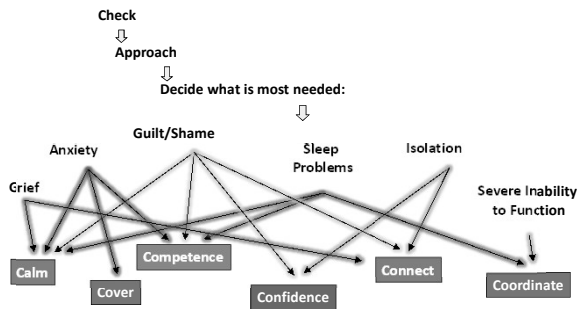 Check
Approach
Decide what is most needed:
Guilt/Shame
Anxiety
Sleep
Problems
Isolation
Grief
Severe Inability
to Function
Calm
Cover
Competence
Confidence
Connect
Coordinate